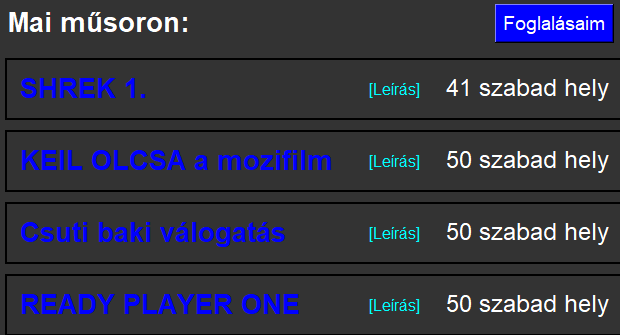 Mai műsoron: Foglalásaim
SHREK 1. [Leírás] 41 szabad hely
KEIL OLCSA a mozifilm [Leírás] 50 szabad hely
Csuti baki válogatás [Leírás] 50 szabad hely
READY PLAYER ONE [Leírás] 50 szabad hely